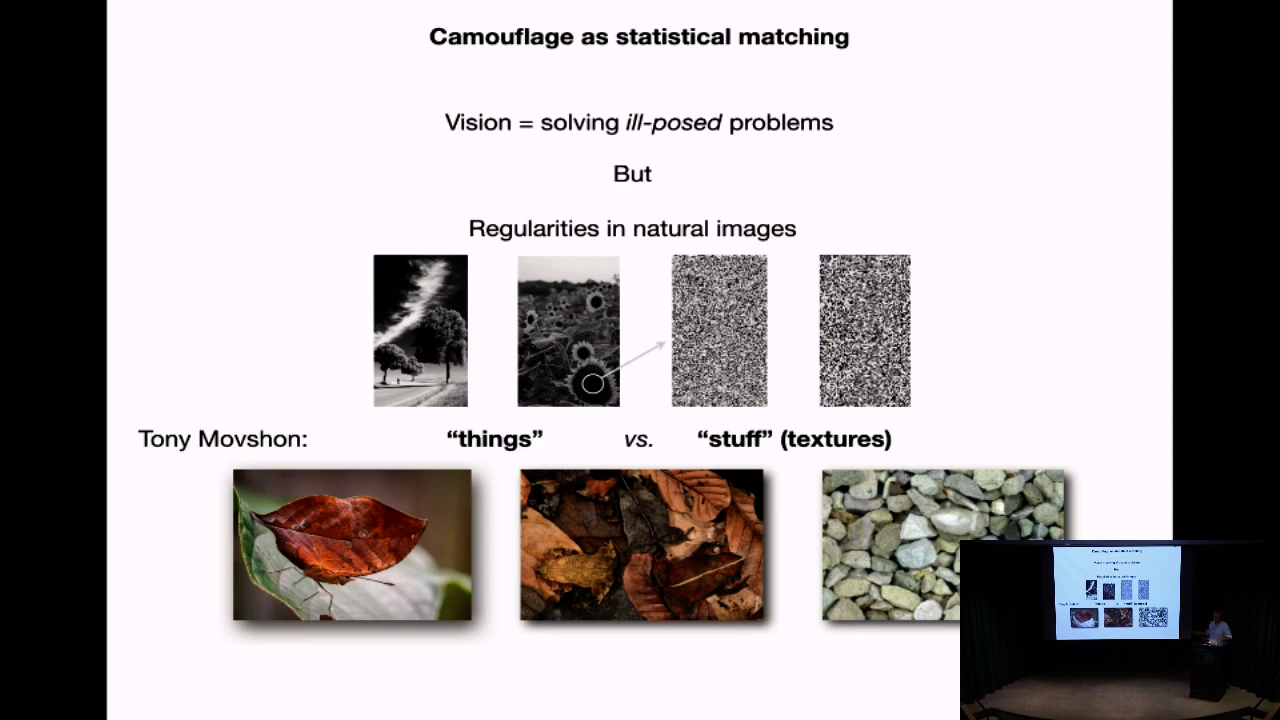 Camouflage as statistical matching
Vision = solving ill-posed problems
But
Regularities in natural images
Tony Movshon: “things” vs. “stuff” (textures)